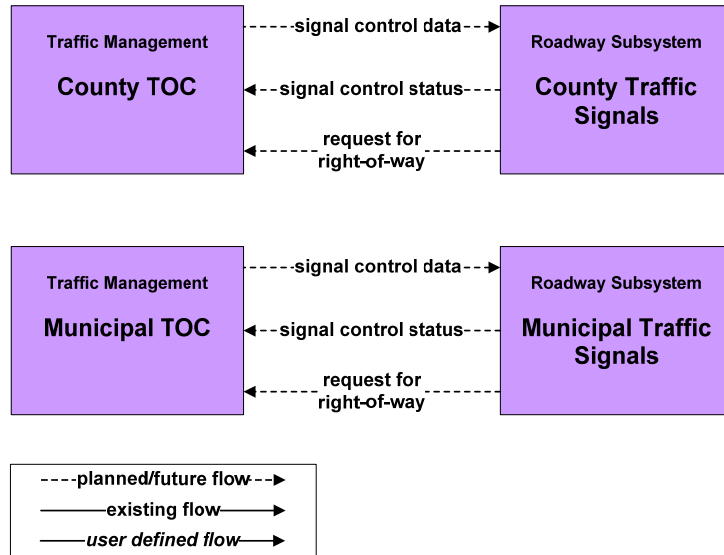 Traffic Management
County TOC
signal control data
signal control status
request for
right-of-way
Roadway Subsystem
County Traffic
Signals
Traffic Management
Municipal TOC
signal control data
signal control status
request for
right-of-way
Roadway Subsystem
Municipal Traffic
Signals
planned/future flow
existing flow
user defined flow